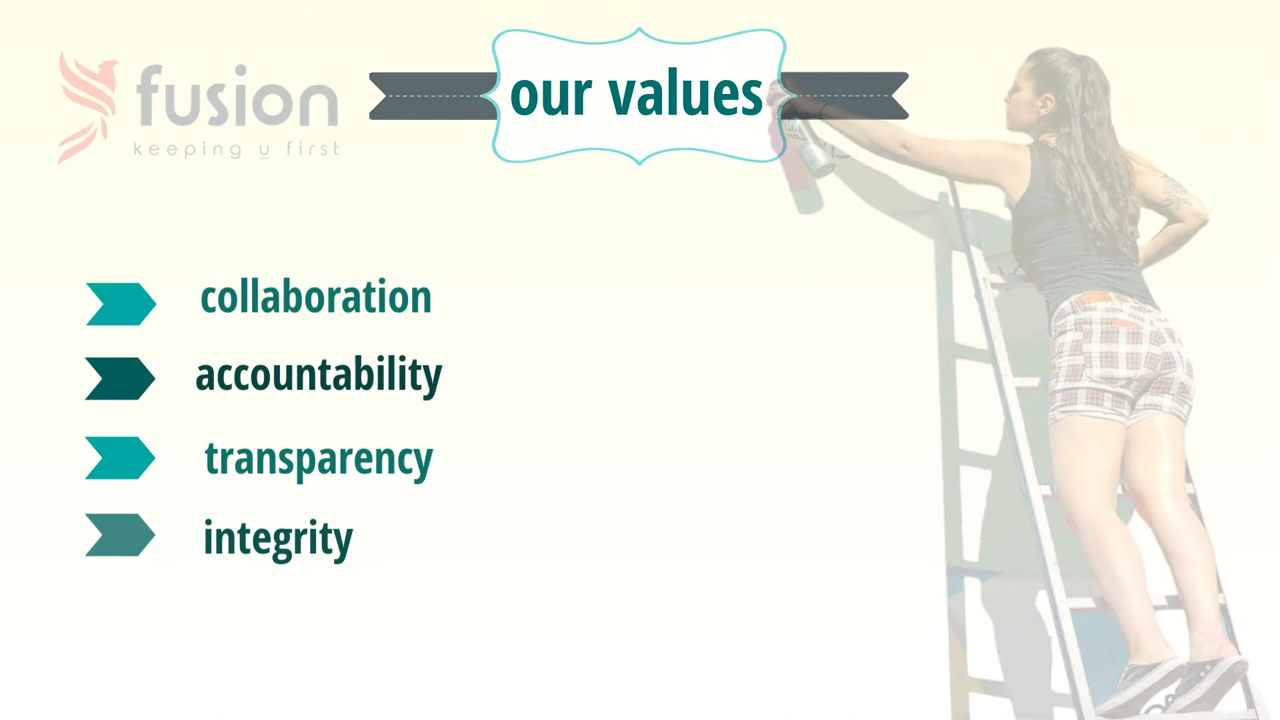 fusion
keeping u first
our values
collaboration
accountability
transparency
integrity